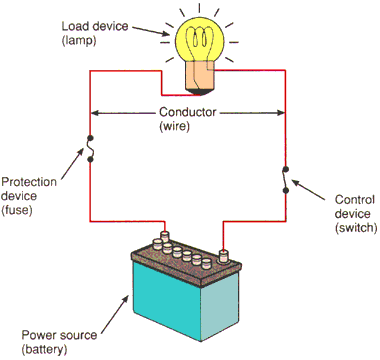 Load device
(lamp)
Conductor
(wire)
Protection
device
(fuse)
Control
device
(switch)
Power source
(battery)